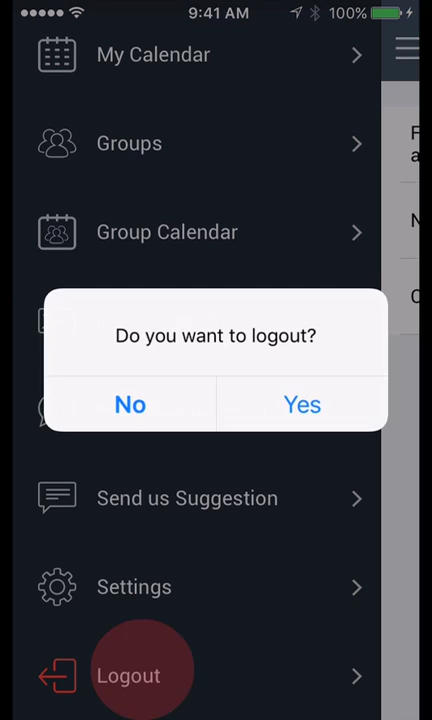 9:41 AM 100%
My Calendar
F
a
Groups
N
Group Calendar
C
Do you want to logout?
No Yes
Send us Suggestion
Settings
Logout